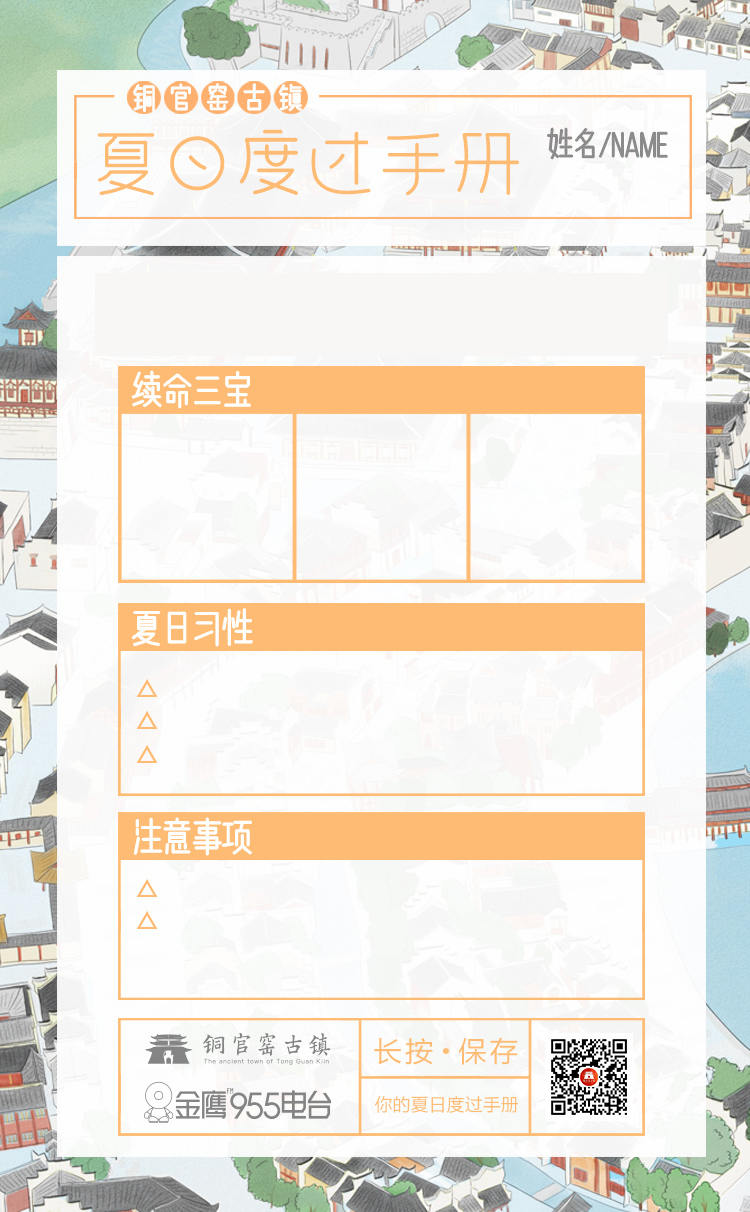 铜官窑古镇
夏日度过手册
姓名/NAME
续命三宝
夏日习性
注意事项
铜官窑古镇
The ancient town of Tong Guan Kiln
金鹰955电台
FM
长按·保存
你的夏日度过手册